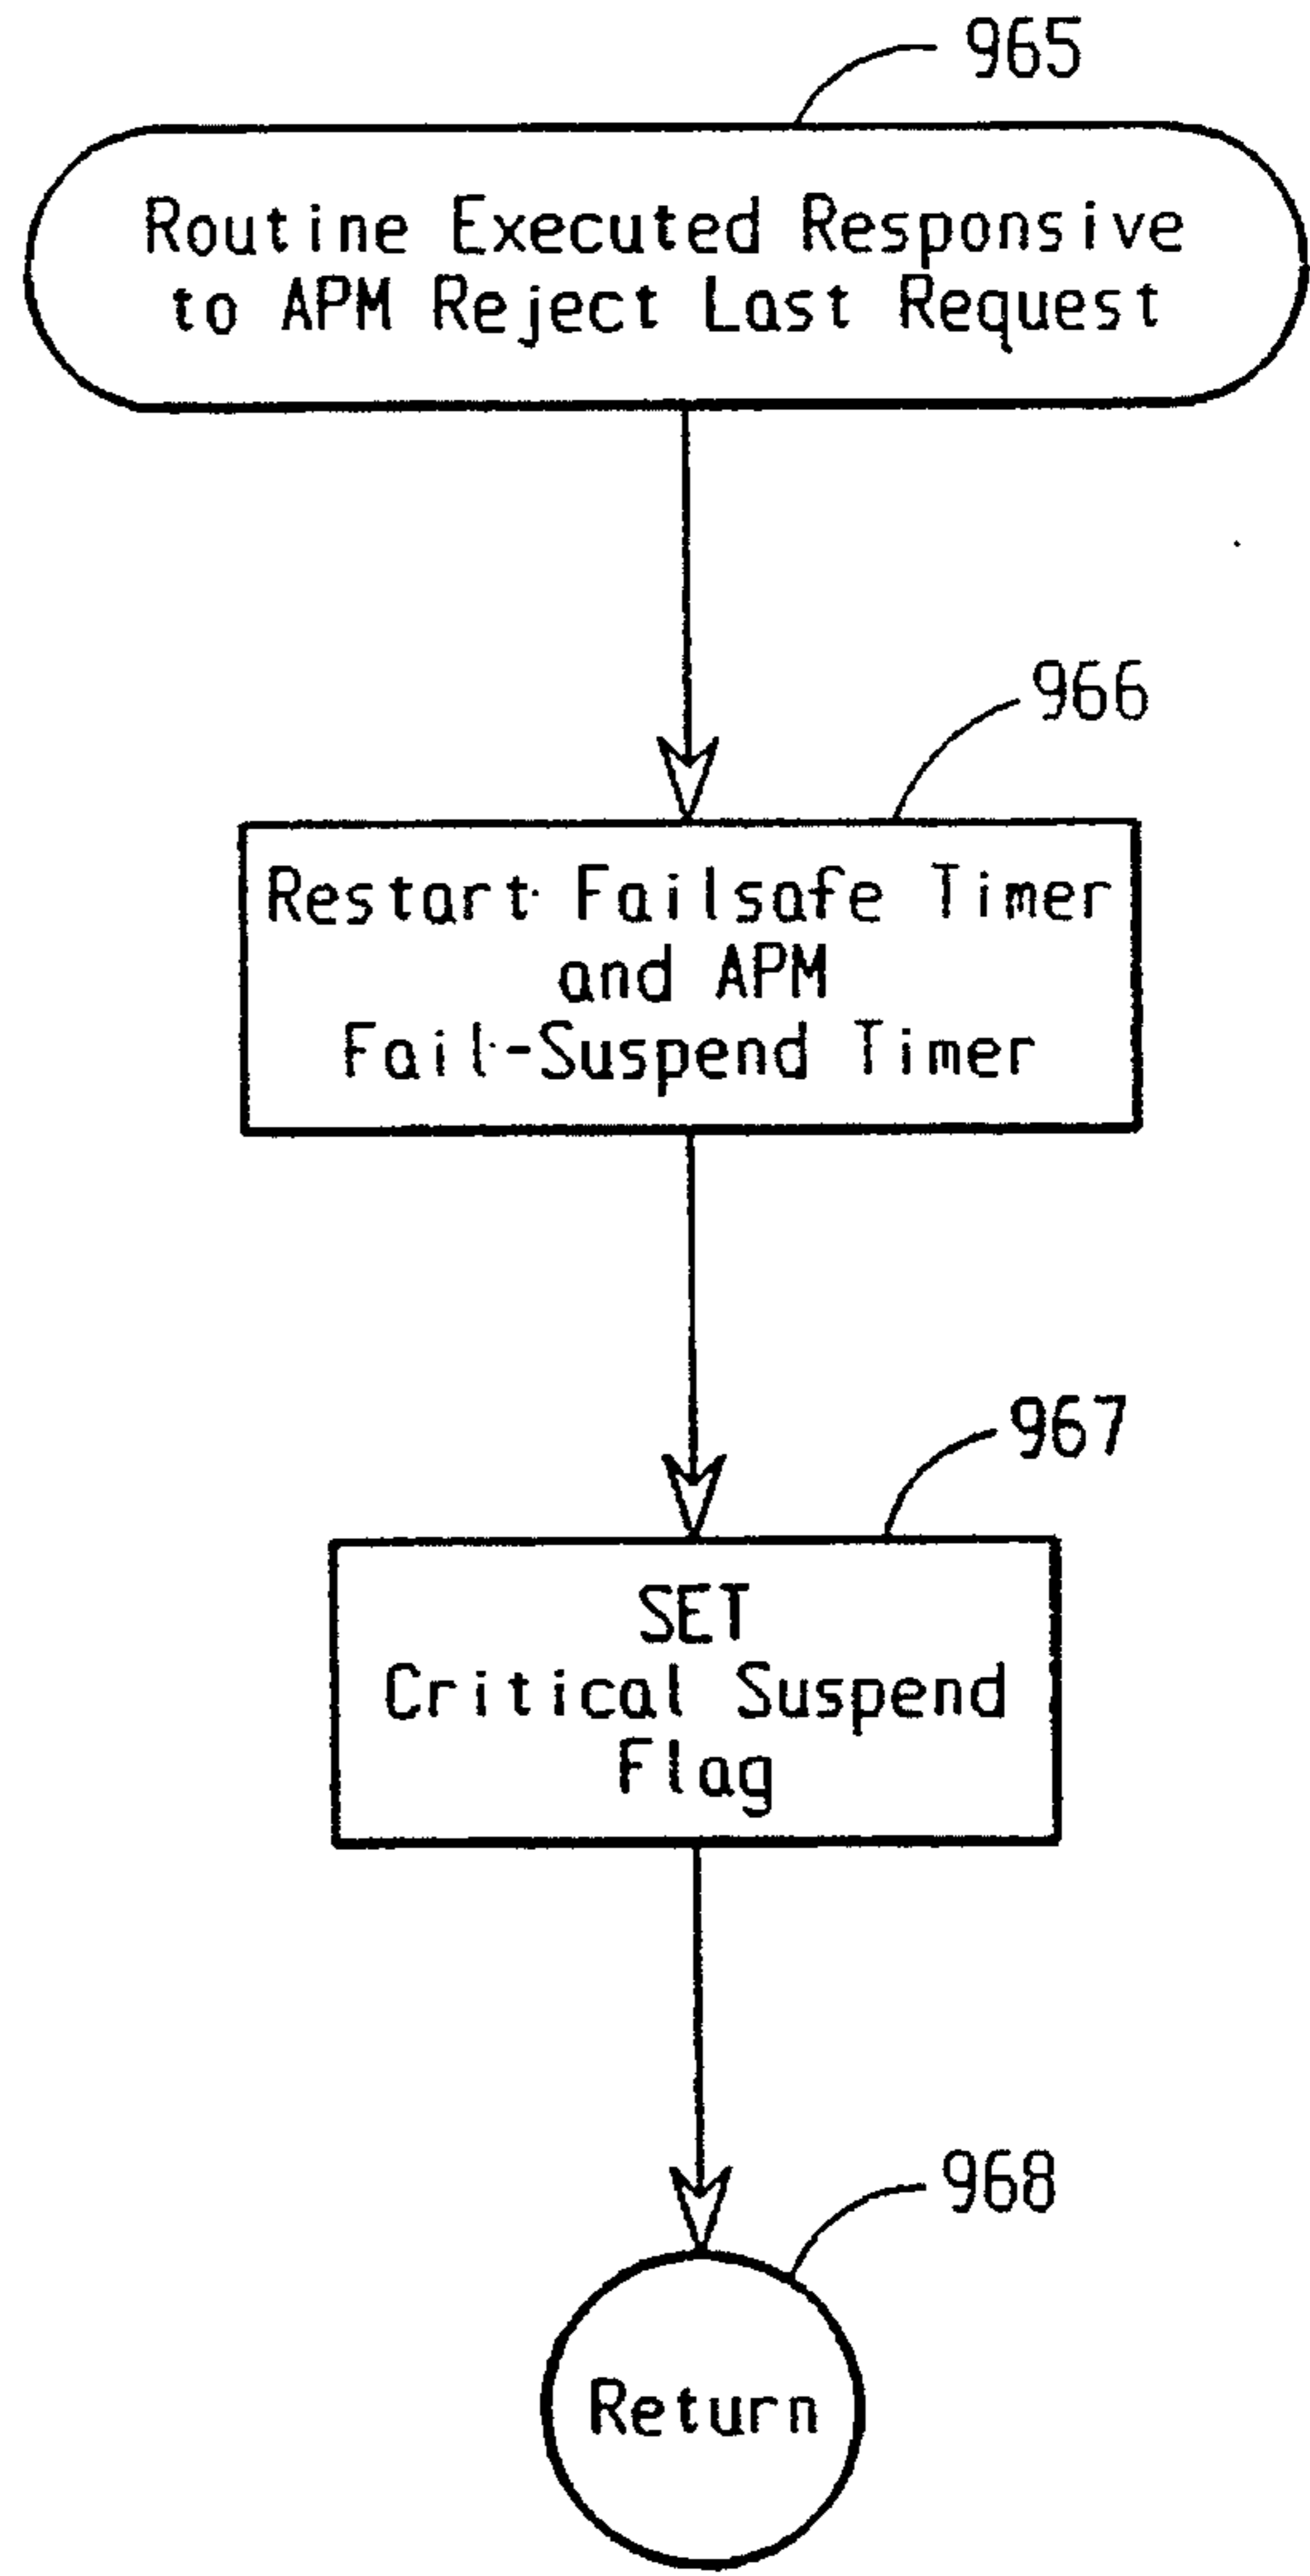 965
Routine Executed Responsive
to APM Reject Last Request
966
Restart Failsafe Timer
and APM
Fail-Suspend Timer
967
SET
Critical Suspend
Flag
968
Return